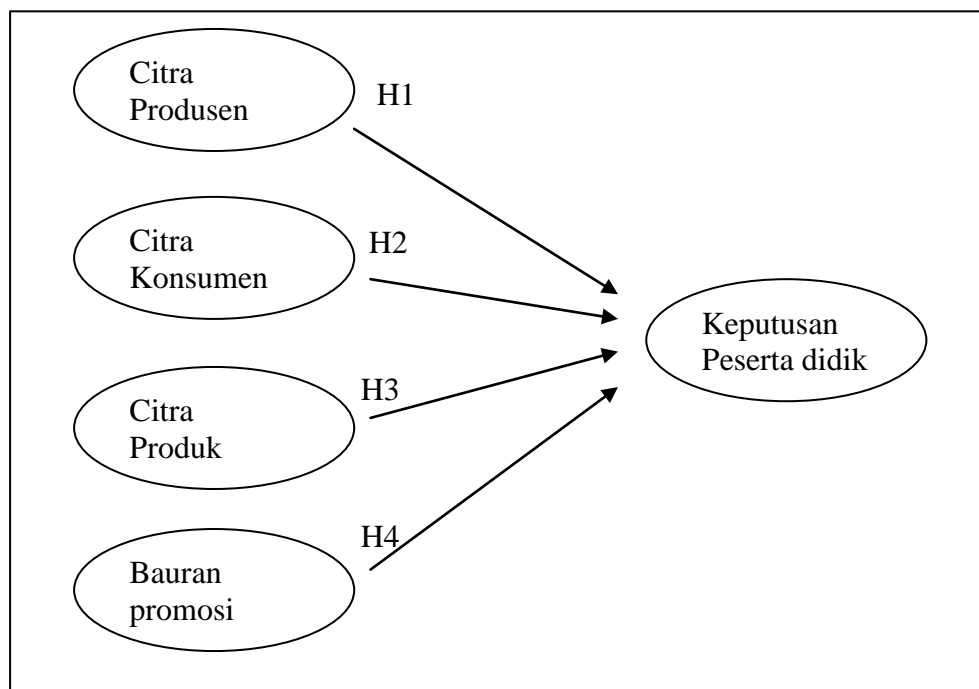 Citra
Produsen
H1
Citra
Konsumen
H2
Citra
Produk
H3
Bauran
promosi
H4
Keputusan
Peserta didik